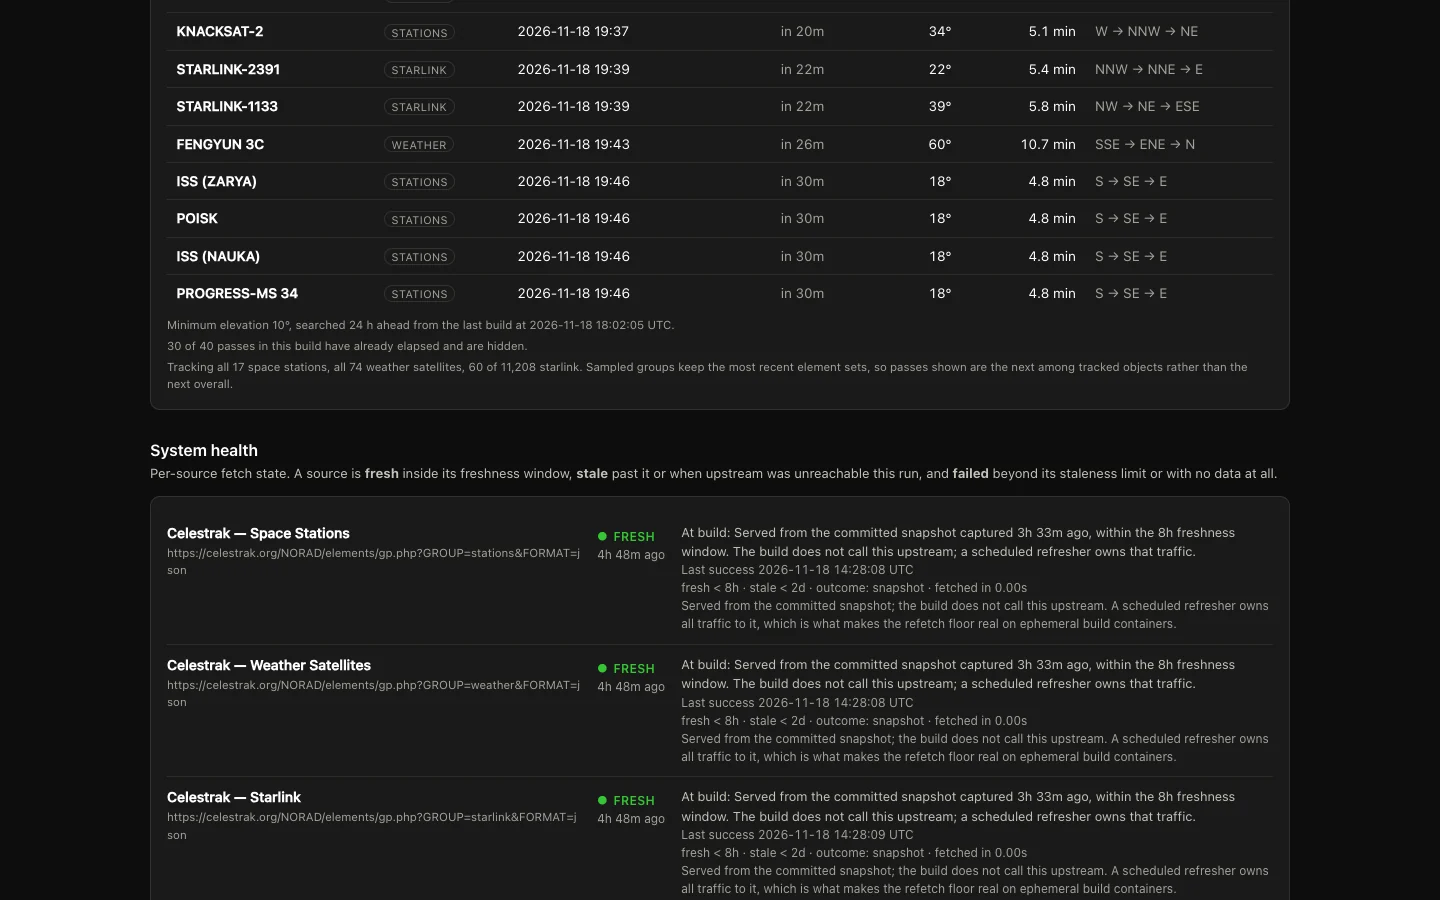 KNACKSAT-2 STATIONS 2026-11-18 19:37 in 20m 34° 5.1 min W → NNW → NE
STARLINK-2391 STARLINK 2026-11-18 19:39 in 22m 22° 5.4 min NNW → NNE → E
STARLINK-1133 STARLINK 2026-11-18 19:39 in 22m 39° 5.8 min NW → NE → ESE
FENGYUN 3C WEATHER 2026-11-18 19:43 in 26m 60° 10.7 min SSE → ENE → N
ISS (ZARYA) STATIONS 2026-11-18 19:46 in 30m 18° 4.8 min S → SE → E
POISK STATIONS 2026-11-18 19:46 in 30m 18° 4.8 min S → SE → E
ISS (NAUKA) STATIONS 2026-11-18 19:46 in 30m 18° 4.8 min S → SE → E
PROGRESS-MS 34 STATIONS 2026-11-18 19:46 in 30m 18° 4.8 min S → SE → E
Minimum elevation 10°, searched 24 h ahead from the last build at 2026-11-18 18:02:05 UTC.
30 of 40 passes in this build have already elapsed and are hidden.
Tracking all 17 space stations, all 74 weather satellites, 60 of 11,208 starlink. Sampled groups keep the most recent element sets, so passes shown are the next among tracked objects rather than the
next overall.
System health
Per-source fetch state. A source is fresh inside its freshness window, stale past it or when upstream was unreachable this run, and failed beyond its staleness limit or with no data at all.
Celestrak — Space Stations
https://celestrak.org/NORAD/elements/gp.php?GROUP=stations&FORMAT=j
son
FRESH
4h 48m ago
At build: Served from the committed snapshot captured 3h 33m ago, within the 8h freshness
window. The build does not call this upstream; a scheduled refresher owns that traffic.
Last success 2026-11-18 14:28:08 UTC
fresh < 8h · stale < 2d · outcome: snapshot · fetched in 0.00s
Served from the committed snapshot; the build does not call this upstream. A scheduled refresher owns
all traffic to it, which is what makes the refetch floor real on ephemeral build containers.
Celestrak — Weather Satellites
https://celestrak.org/NORAD/elements/gp.php?GROUP=weather&FORMAT=j
son
FRESH
4h 48m ago
At build: Served from the committed snapshot captured 3h 33m ago, within the 8h freshness
window. The build does not call this upstream; a scheduled refresher owns that traffic.
Last success 2026-11-18 14:28:08 UTC
fresh < 8h · stale < 2d · outcome: snapshot · fetched in 0.00s
Served from the committed snapshot; the build does not call this upstream. A scheduled refresher owns
all traffic to it, which is what makes the refetch floor real on ephemeral build containers.
Celestrak — Starlink
https://celestrak.org/NORAD/elements/gp.php?GROUP=starlink&FORMAT=j
son
FRESH
4h 48m ago
At build: Served from the committed snapshot captured 3h 33m ago, within the 8h freshness
window. The build does not call this upstream; a scheduled refresher owns that traffic.
Last success 2026-11-18 14:28:09 UTC
fresh < 8h · stale < 2d · outcome: snapshot · fetched in 0.00s
Served from the committed snapshot; the build does not call this upstream. A scheduled refresher owns
all traffic to it, which is what makes the refetch floor real on ephemeral build containers.